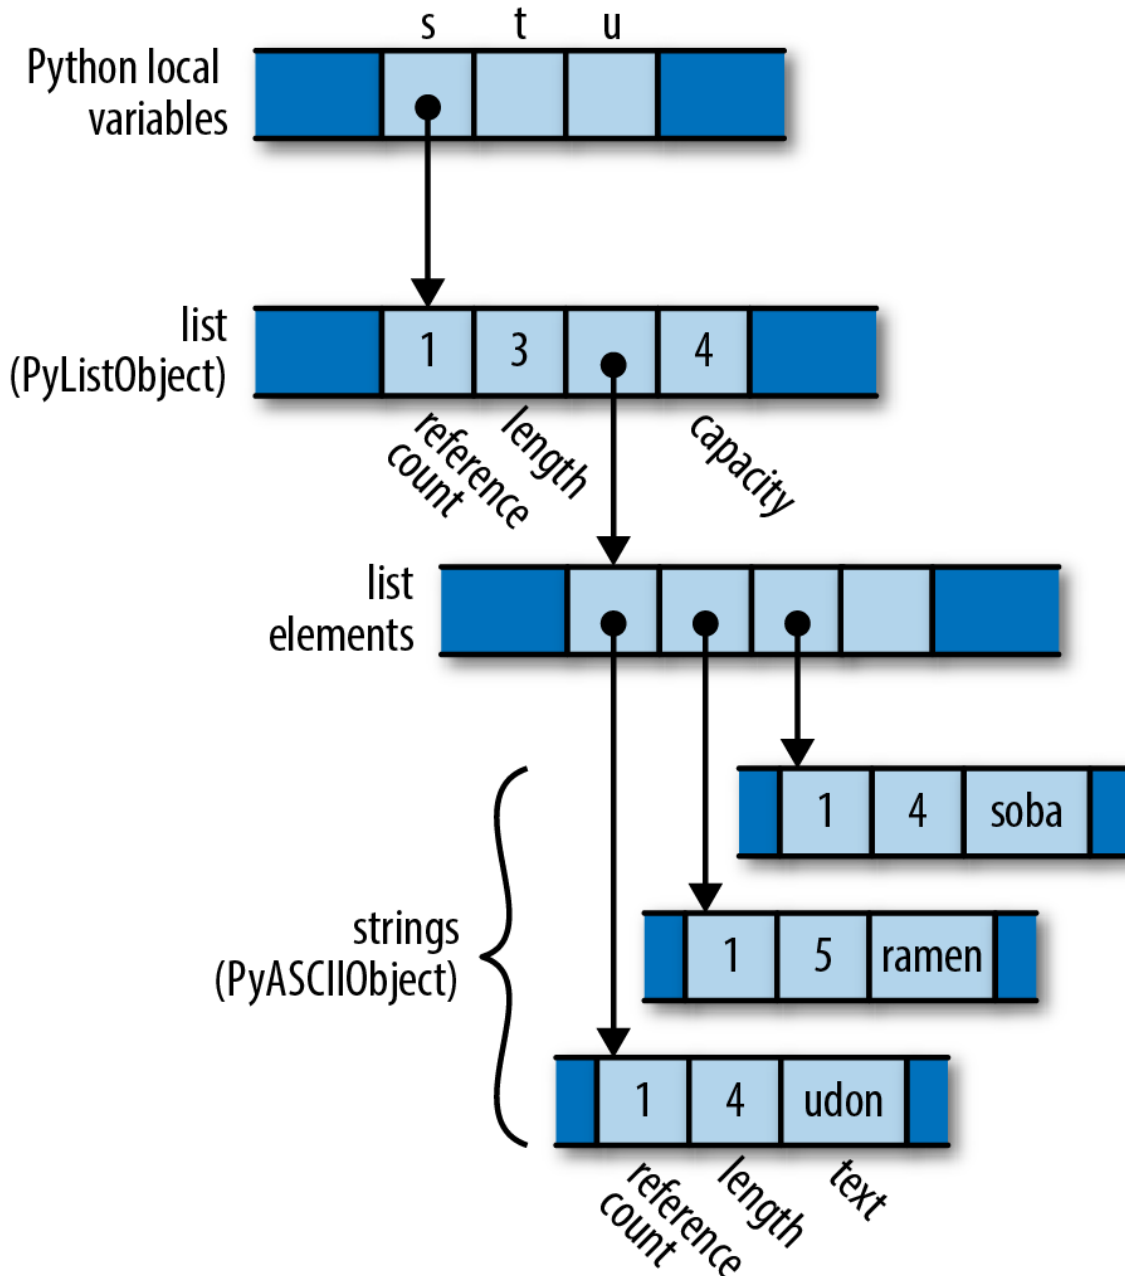 s t u
Python local
variables
list
(PyListObject)
1 3 4
reference
count
length
capacity
list
elements
1 4 soba
strings
(PyASCIIObject)
1 5 ramen
1 4 udon
reference
count
length
text